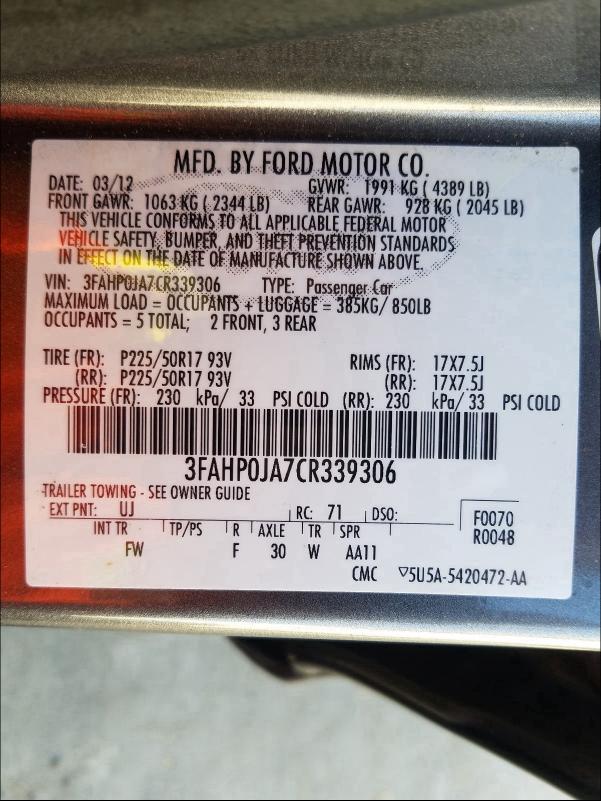 MFD. BY FORD MOTOR CO.
DATE: 03/12 GVWR: 1991 KG ( 4389 LB)
FRONT GAWR: 1063 KG ( 2344 LB) REAR GAWR: 928 KG ( 2045 LB)
THIS VEHICLE CONFORMS TO ALL APPLICABLE FEDERAL MOTOR
VEHICLE SAFETY, BUMPER, AND THEFT PREVENTION STANDARDS
IN EFFECT ON THE DATE OF MANUFACTURE SHOWN ABOVE.
VIN: 3FAHP0JA7CR339306 TYPE: Passenger Car
MAXIMUM LOAD = OCCUPANTS + LUGGAGE = 385KG/ 850LB
OCCUPANTS = 5 TOTAL; 2 FRONT, 3 REAR
TIRE (FR): P225/50R17 93V RIMS (FR): 17X7.5J
(RR): P225/50R17 93V (RR): 17X7.5J
PRESSURE (FR): 230 kPa/ 33 PSI COLD (RR): 230 kPa/ 33 PSI COLD
3FAHP0JA7CR339306
TRAILER TOWING - SEE OWNER GUIDE
EXT PNT: UJ RC: 71 DSO: F0070
INT TR TP/PS R AXLE TR SPR R0048
FW F 30 W AA11
CMC ▽5U5A-5420472-AA